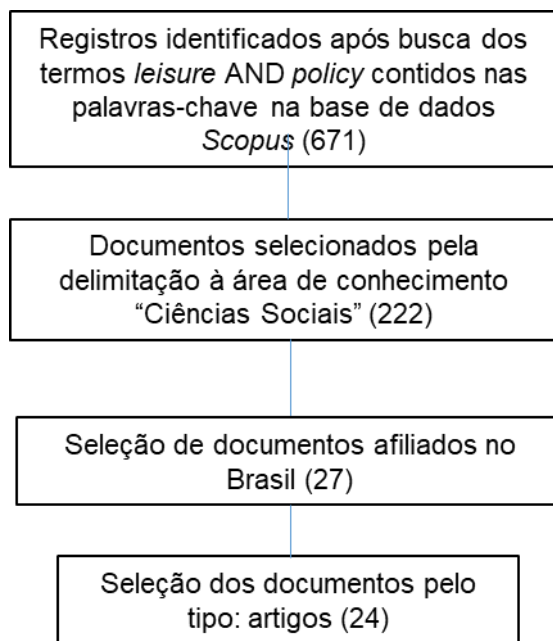 Registros identificados após busca dos
termos leisure AND policy contidos nas
palavras-chave na base de dados
Scopus (671)
Documentos selecionados pela
delimitação à área de conhecimento
“Ciências Sociais” (222)
Seleção de documentos afiliados no
Brasil (27)
Seleção dos documentos pelo
tipo: artigos (24)